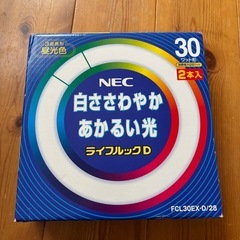 3波長形
昼光色
30
ワット形
2本入
NEC
白ささわやか
あかるい光
ライフルックD
FCL30EX-D/28